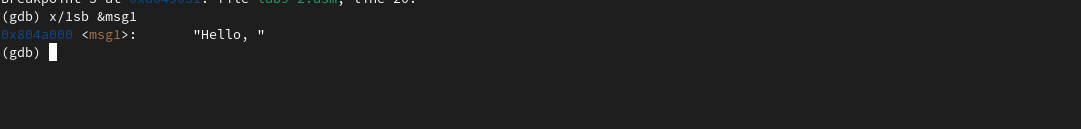 (gdb) x/1sb &msg1
0x804a000 <msg1>:       "Hello, "
(gdb)